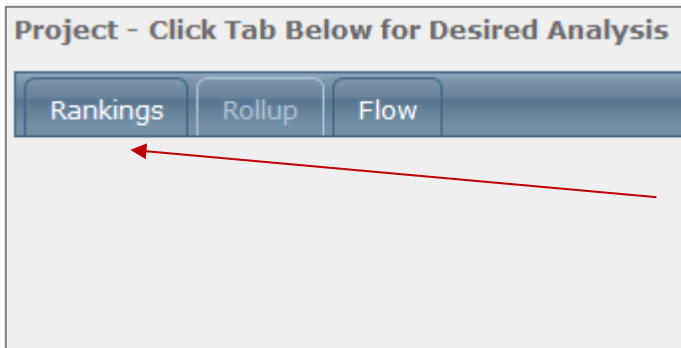 Project - Click Tab Below for Desired Analysis
Rankings Rollup Flow